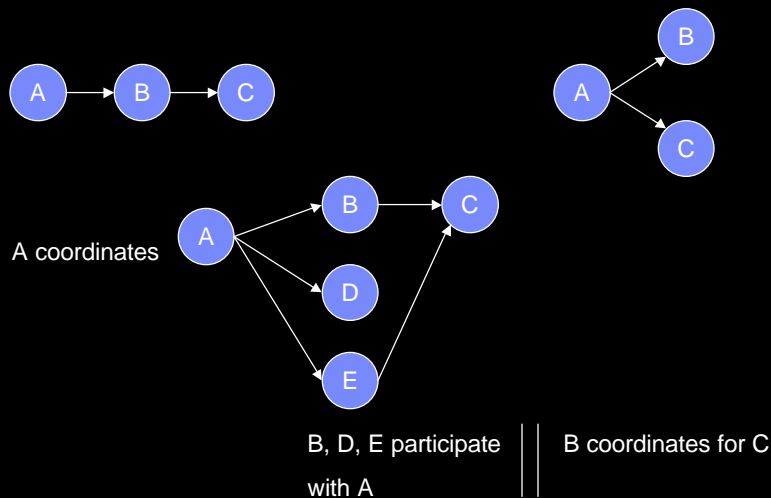 B
A B C
A
C
B C
A
A coordinates
D
E
B, D, E participate
with A
B coordinates for C